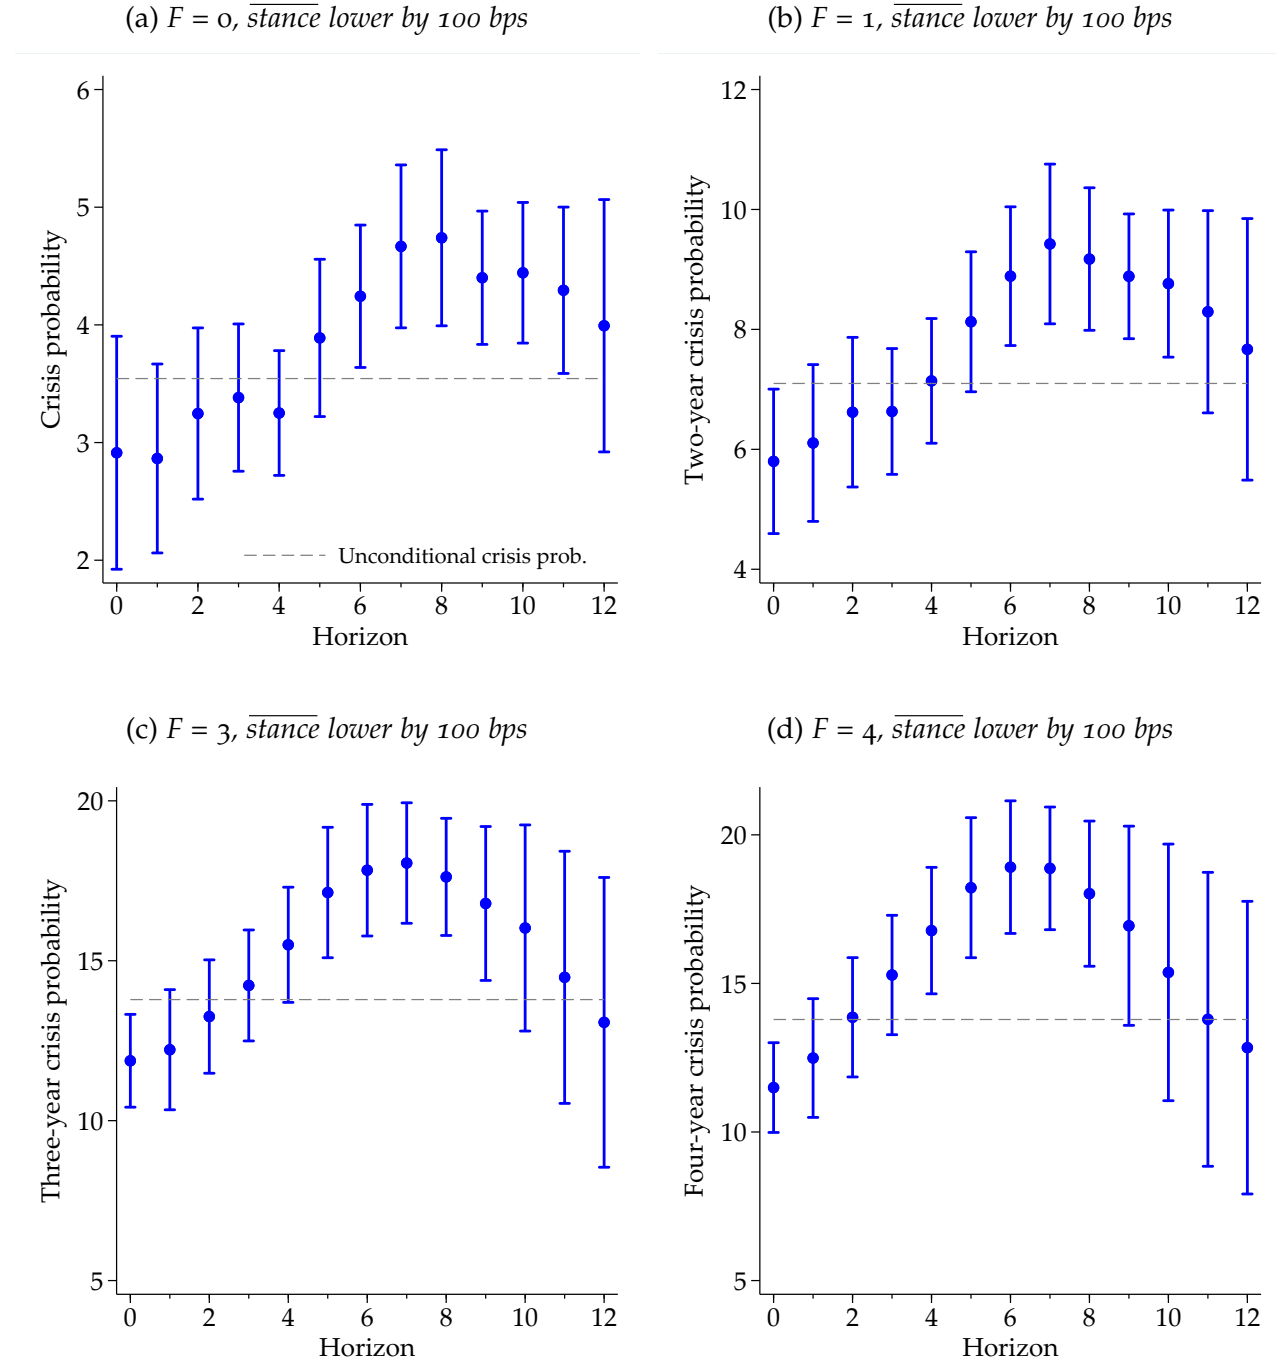 (a) F = 0, stance lower by 100 bps
(b) F = 1, stance lower by 100 bps
6
5
4
3
2
Crisis probability
Unconditional crisis prob.
0 2 4 6 8 10 12
Horizon
12
10
8
6
4
Two-year crisis probability
0 2 4 6 8 10 12
Horizon
(c) F = 3, stance lower by 100 bps
(d) F = 4, stance lower by 100 bps
20
15
10
5
Three-year crisis probability
0 2 4 6 8 10 12
Horizon
20
15
10
5
Four-year crisis probability
0 2 4 6 8 10 12
Horizon